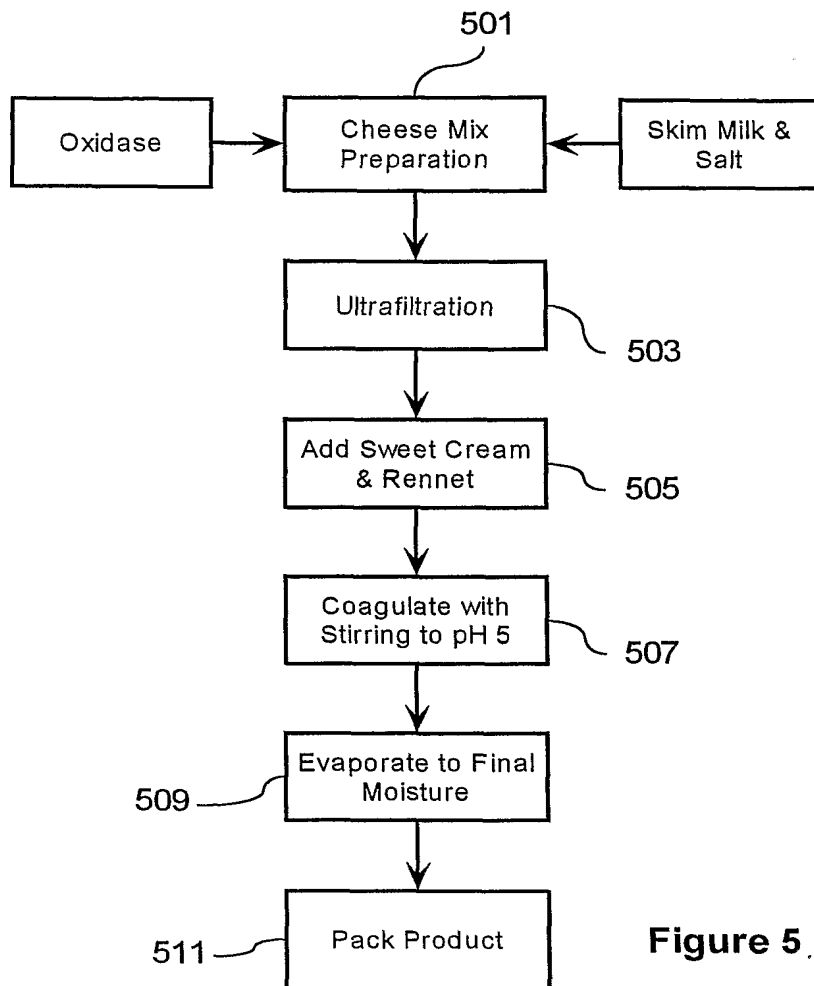 501
Oxidase
Cheese Mix
Preparation
Skim Milk &
Salt
Ultrafiltration
503
Add Sweet Cream
& Rennet
505
Coagulate with
Stirring to pH 5
507
Evaporate to Final
Moisture
509
Pack Product
511
Figure 5